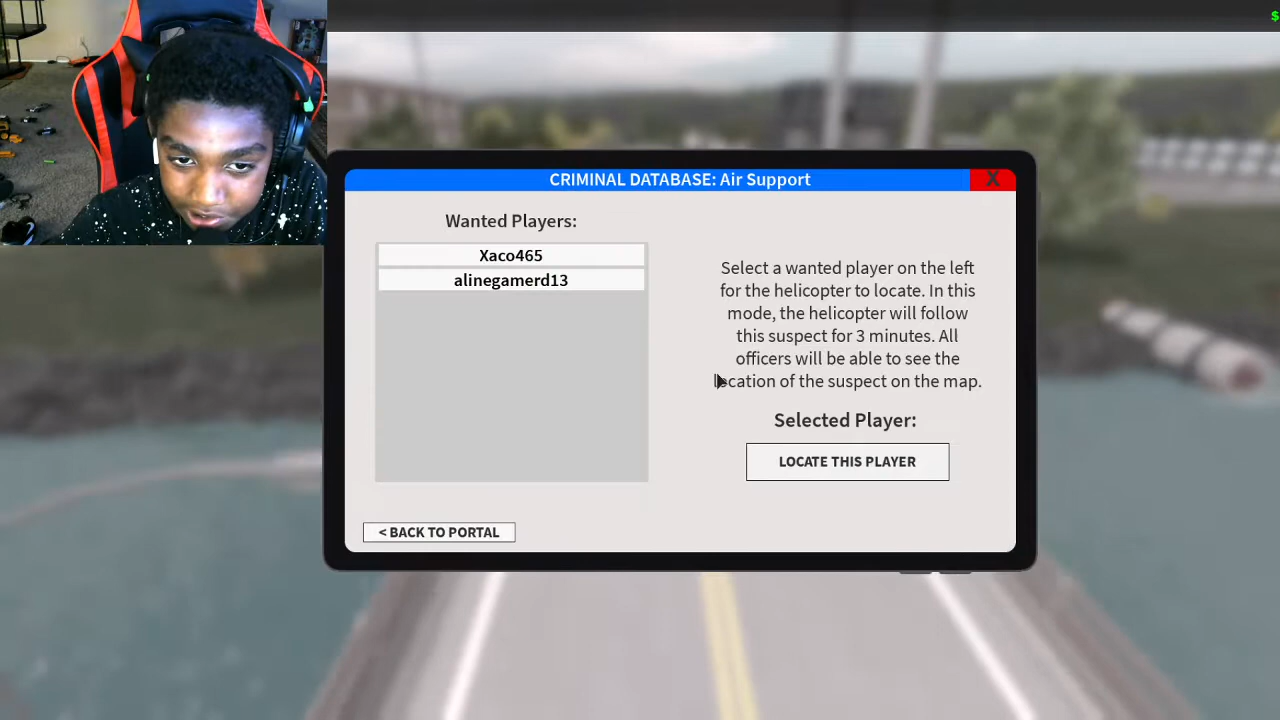 $
CRIMINAL DATABASE: Air Support
X
Wanted Players:
Xaco465
alinegamerd13
Select a wanted player on the left
for the helicopter to locate. In this
mode, the helicopter will follow
this suspect for 3 minutes. All
officers will be able to see the
location of the suspect on the map.
Selected Player:
LOCATE THIS PLAYER
< BACK TO PORTAL